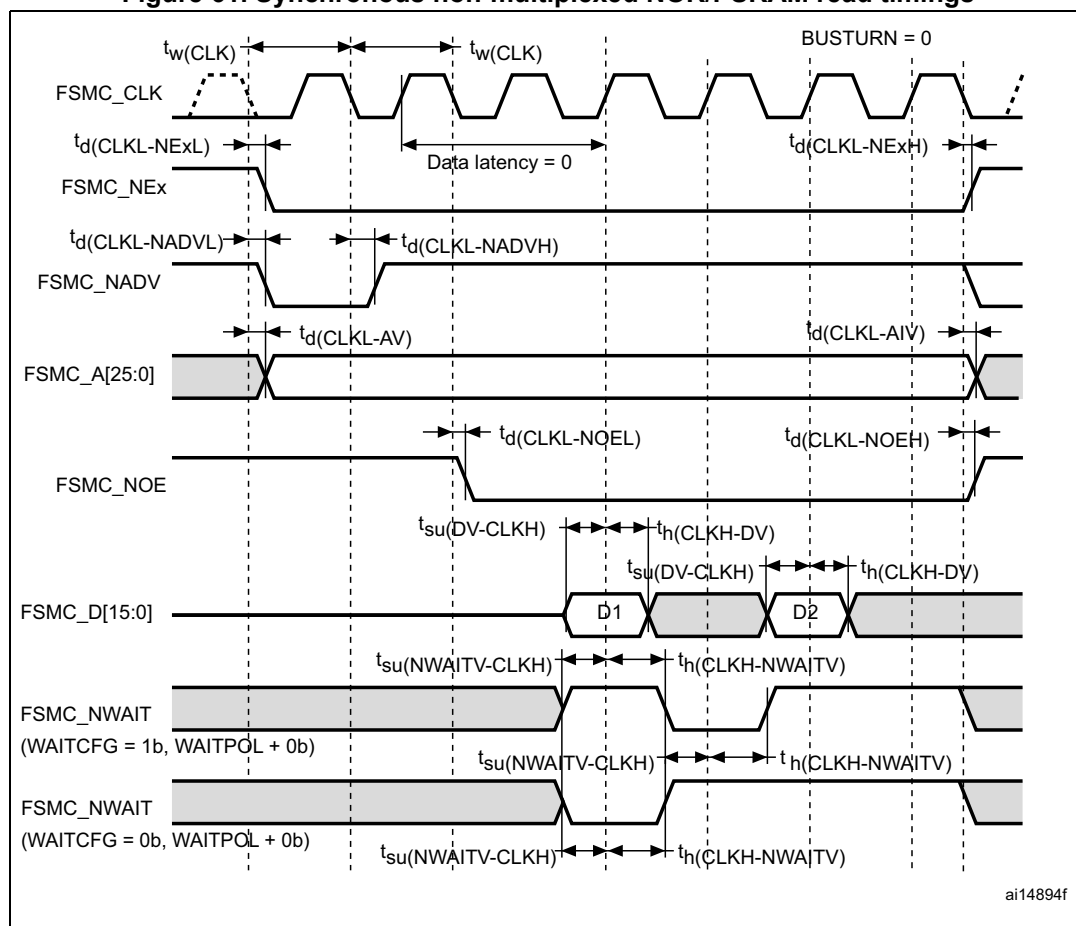 Figure 61. Synchronous non-multiplexed NOR/PSRAM read timings
BUSTURN = 0
tw(CLK)
tw(CLK)
FSMC_CLK
td(CLKL-NExL)
Data latency = 0
td(CLKL-NExH)
FSMC_NEx
td(CLKL-NADVL)
td(CLKL-NADVH)
FSMC_NADV
td(CLKL-AV)
td(CLKL-AIV)
FSMC_A[25:0]
td(CLKL-NOEL)
td(CLKL-NOEH)
FSMC_NOE
tsu(DV-CLKH)
th(CLKH-DV)
tsu(DV-CLKH)
th(CLKH-DV)
FSMC_D[15:0]
D1
D2
tsu(NWAITV-CLKH)
th(CLKH-NWAITV)
FSMC_NWAIT
(WAITCFG = 1b, WAITPOL + 0b)
tsu(NWAITV-CLKH)
t h(CLKH-NWAITV)
FSMC_NWAIT
(WAITCFG = 0b, WAITPOL + 0b)
tsu(NWAITV-CLKH)
th(CLKH-NWAITV)
ai14894f